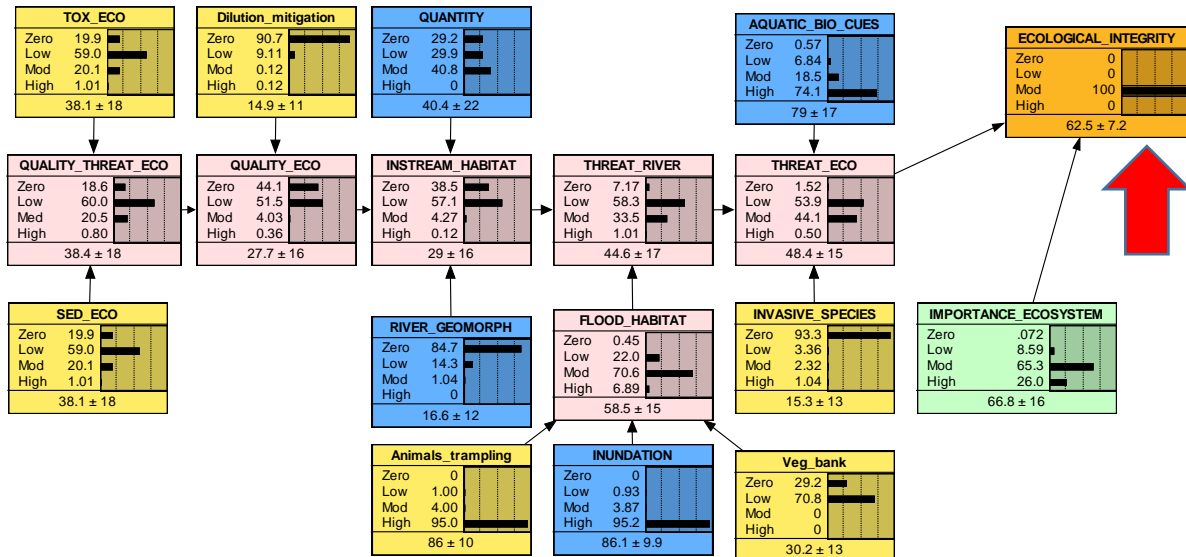 TOX_ECO
Zero 19.9
Low 59.0
Mod 20.1
High 1.01
38.1 ± 18
Dilution_mitigation
Zero 90.7
Low 9.11
Mod 0.12
High 0.12
14.9 ± 11
QUANTITY
Zero 29.2
Low 29.9
Mod 40.8
High 0
40.4 ± 22
AQUATIC_BIO_CUES
Zero 0.57
Low 6.84
Mod 18.5
High 74.1
79 ± 17
ECOLOGICAL_INTEGRITY
Zero 0
Low 0
Mod 100
High 0
62.5 ± 7.2
QUALITY_THREAT_ECO
Zero 18.6
Low 60.0
Med 20.5
High 0.80
38.4 ± 18
QUALITY_ECO
Zero 44.1
Low 51.5
Mod 4.03
High 0.36
27.7 ± 16
INSTREAM_HABITAT
Zero 38.5
Low 57.1
Mod 4.27
High 0.12
29 ± 16
THREAT_RIVER
Zero 7.17
Low 58.3
Mod 33.5
High 1.01
44.6 ± 17
THREAT_ECO
Zero 1.52
Low 53.9
Mod 44.1
High 0.50
48.4 ± 15
SED_ECO
Zero 19.9
Low 59.0
Mod 20.1
High 1.01
38.1 ± 18
RIVER_GEOMORPH
Zero 84.7
Low 14.3
Mod 1.04
High 0
16.6 ± 12
FLOOD_HABITAT
Zero 0.45
Low 22.0
Mod 70.6
High 6.89
58.5 ± 15
INVASIVE_SPECIES
Zero 93.3
Low 3.36
Mod 2.32
High 1.04
15.3 ± 13
IMPORTANCE_ECOSYSTEM
Zero .072
Low 8.59
Mod 65.3
High 26.0
66.8 ± 16
Animals_trampling
Zero 0
Low 1.00
Mod 4.00
High 95.0
86 ± 10
INUNDATION
Zero 0
Low 0.93
Mod 3.87
High 95.2
86.1 ± 9.9
Veg_bank
Zero 29.2
Low 70.8
Mod 0
High 0
30.2 ± 13